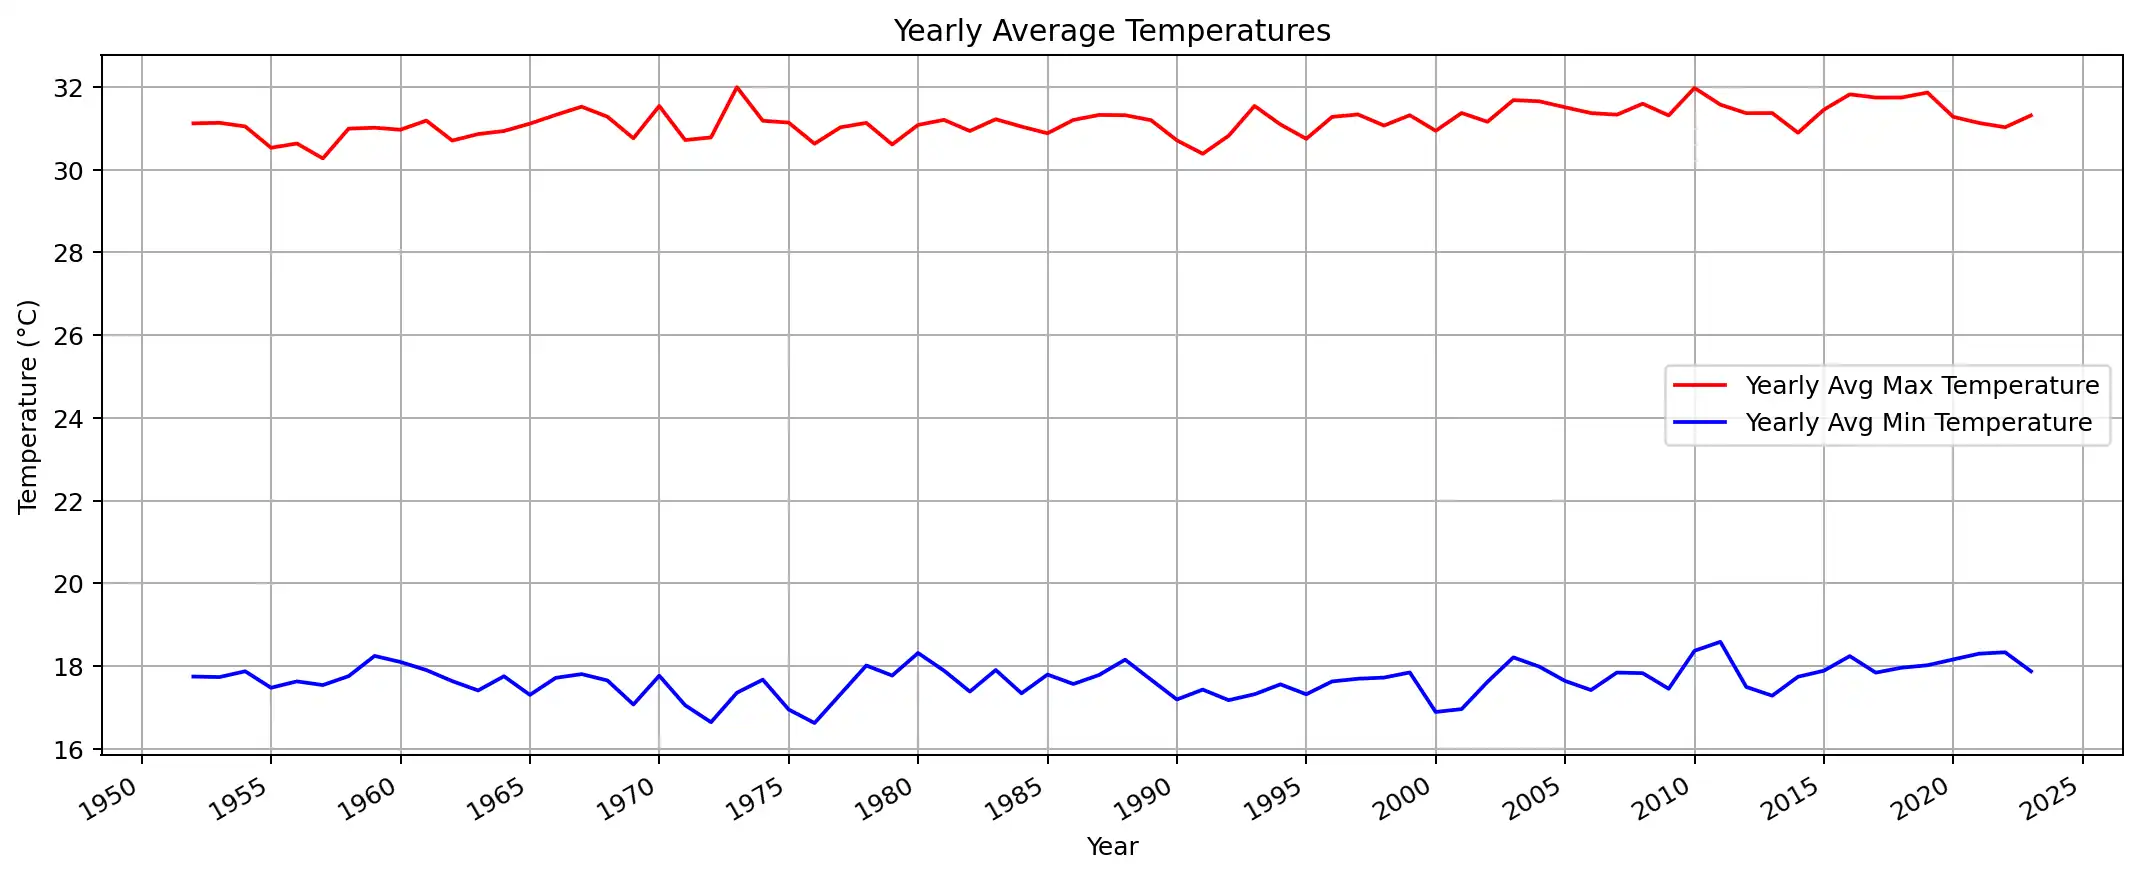 Yearly Average Temperatures
32
30
28
26
24
22
20
18
16
Temperature (°C)
Yearly Avg Max Temperature
Yearly Avg Min Temperature
1950 1955 1960 1965 1970 1975 1980 1985 1990 1995 2000 2005 2010 2015 2020 2025
Year